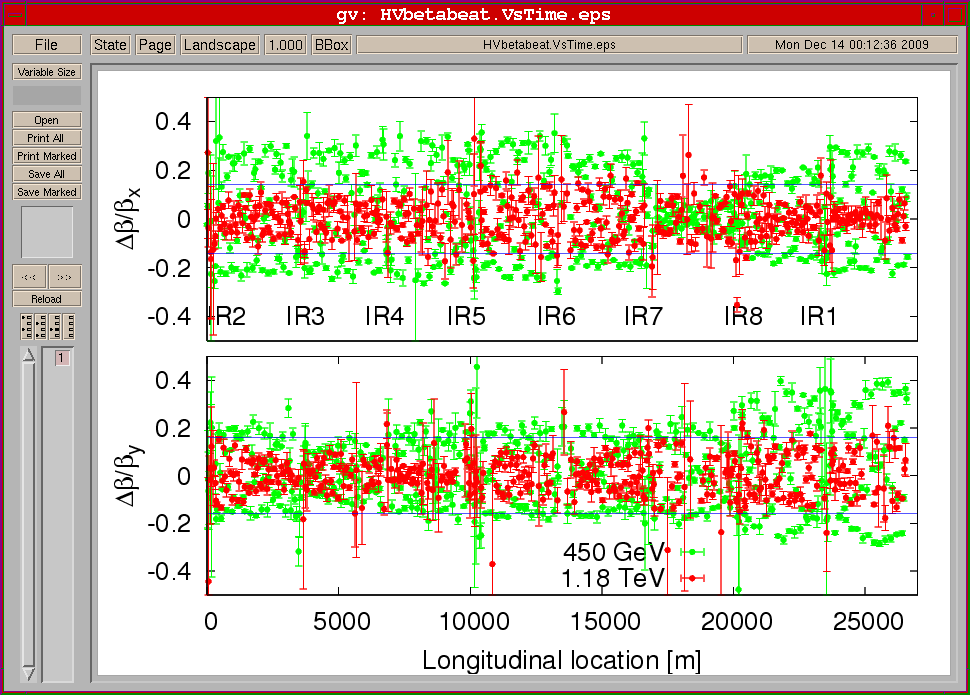 gv: HVbetabeat.VsTime.eps
File State Page Landscape 1.000 BBox HVbetabeat.VsTime.eps Mon Dec 14 00:12:36 2009
Variable Size
Open
Print All
Print Marked
Save All
Save Marked
<< >>
Reload
1
0.4
0.2
0
-0.2
-0.4
Δβ/βx
IR2 IR3 IR4 IR5 IR6 IR7 IR8 IR1
0.4
0.2
0
-0.2
-0.4
Δβ/βy
450 GeV
1.18 TeV
0 5000 10000 15000 20000 25000
Longitudinal location [m]